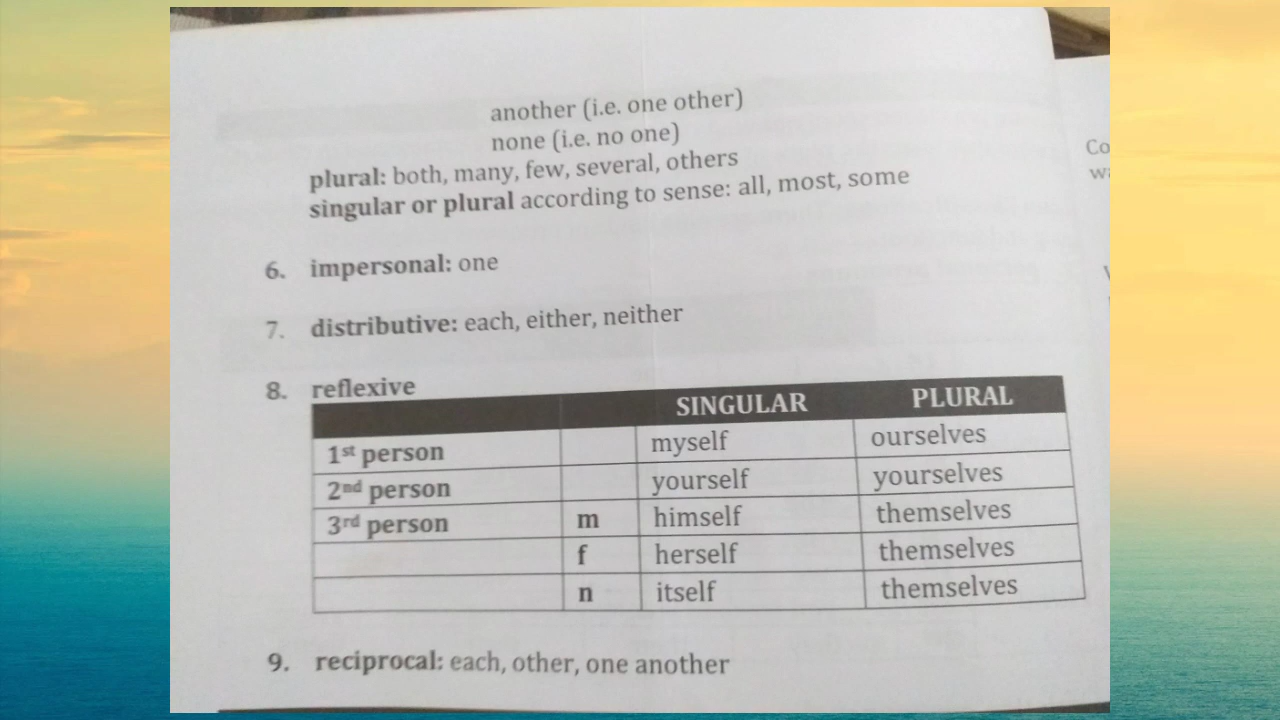 another (i.e. one other)
none (i.e. no one)
plural: both, many, few, several, others
singular or plural according to sense: all, most, some
6. impersonal: one
7. distributive: each, either, neither
8. reflexive
SINGULAR PLURAL
1st person myself ourselves
2nd person yourself yourselves
3rd person m himself themselves
f herself themselves
n itself themselves
9. reciprocal: each, other, one another
Co